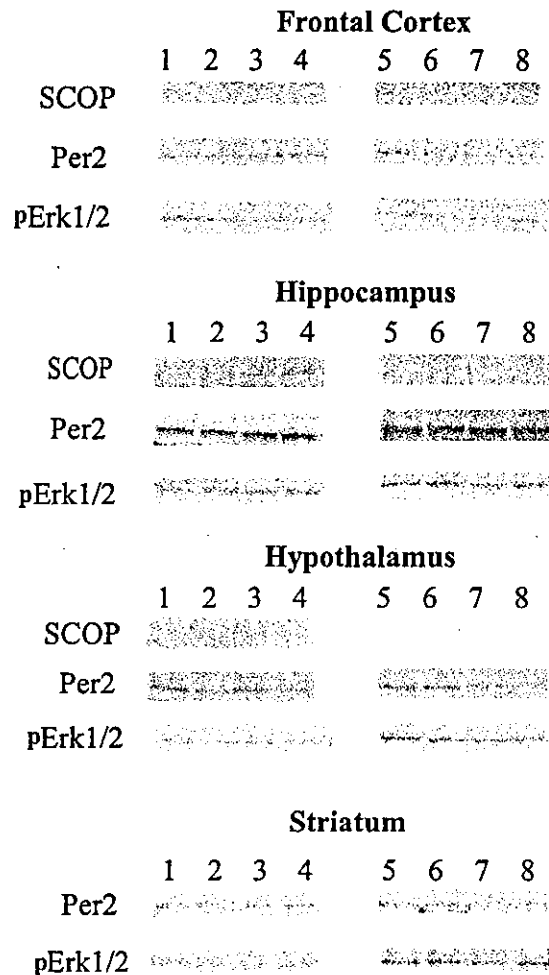 Frontal Cortex
1 2 3 4 5 6 7 8
SCOP
Per2
pErk1/2
Hippocampus
1 2 3 4 5 6 7 8
SCOP
Per2
pErk1/2
Hypothalamus
1 2 3 4 5 6 7 8
SCOP
Per2
pErk1/2
Striatum
1 2 3 4 5 6 7 8
Per2
pErk1/2